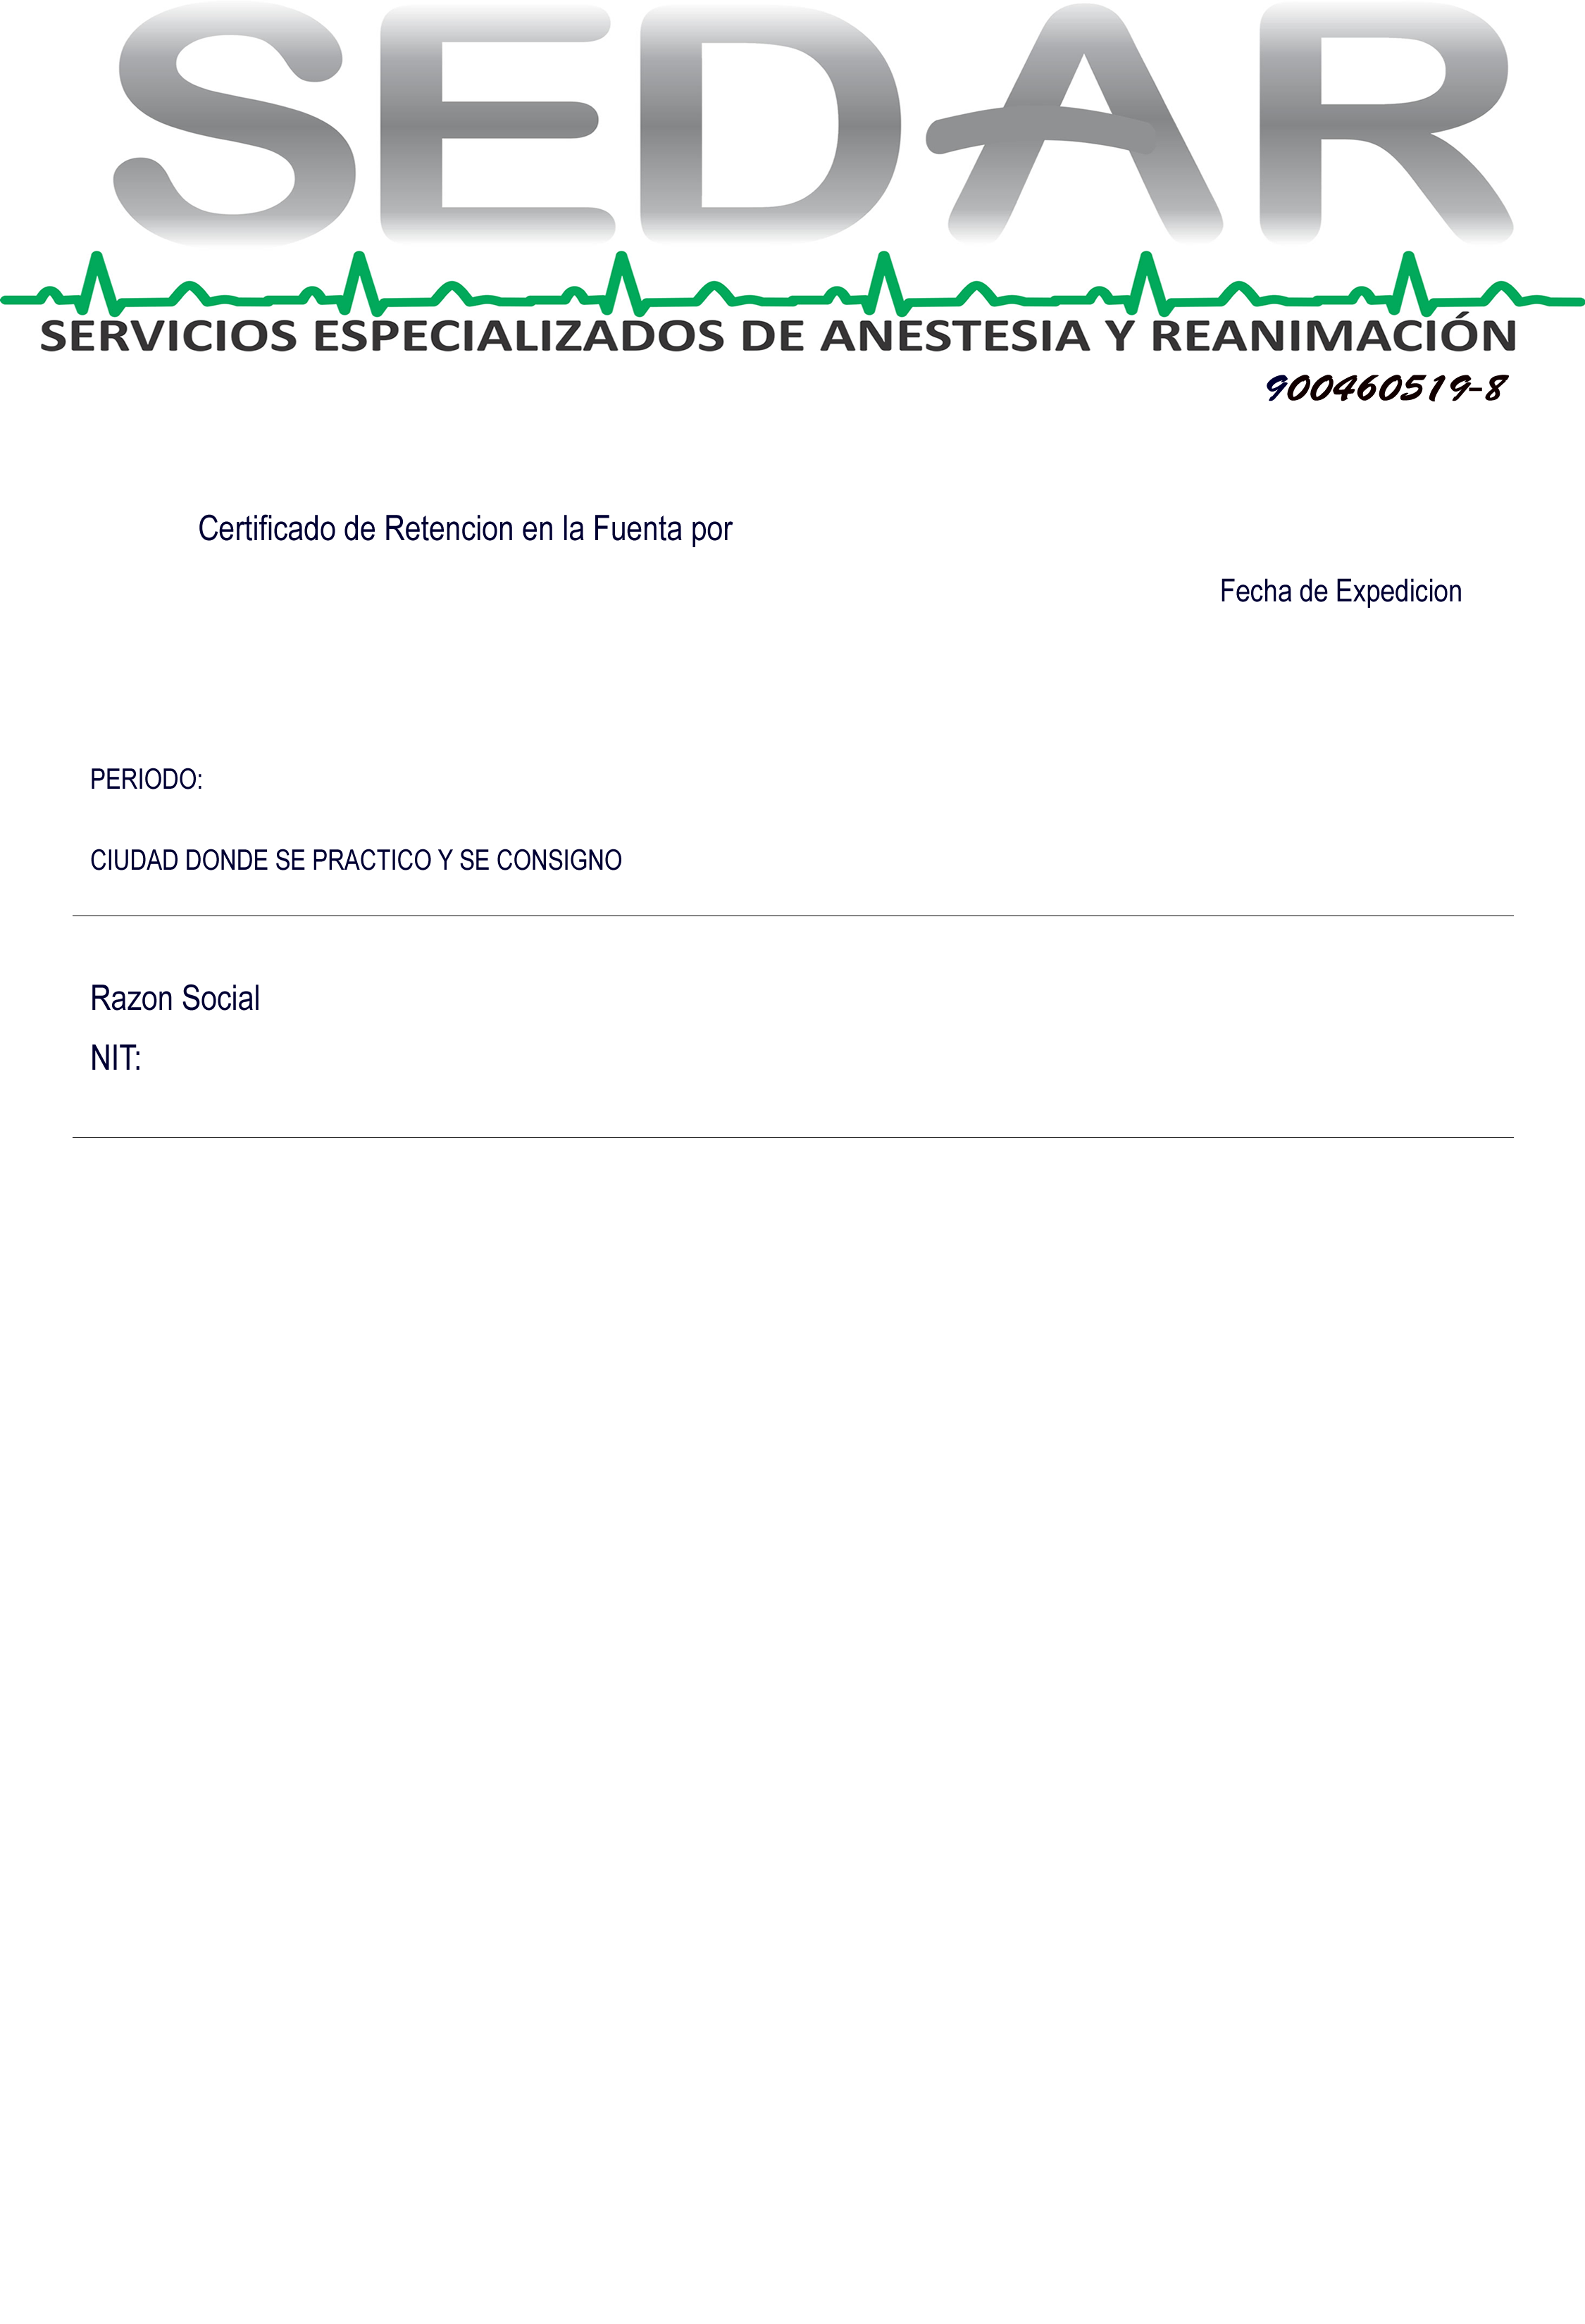 SEDAR
SERVICIOS ESPECIALIZADOS DE ANESTESIA Y REANIMACIÓN
900460519-8
Certificado de Retencion en la Fuenta por
Fecha de Expedicion
PERIODO:
CIUDAD DONDE SE PRACTICO Y SE CONSIGNO
Razon Social
NIT: